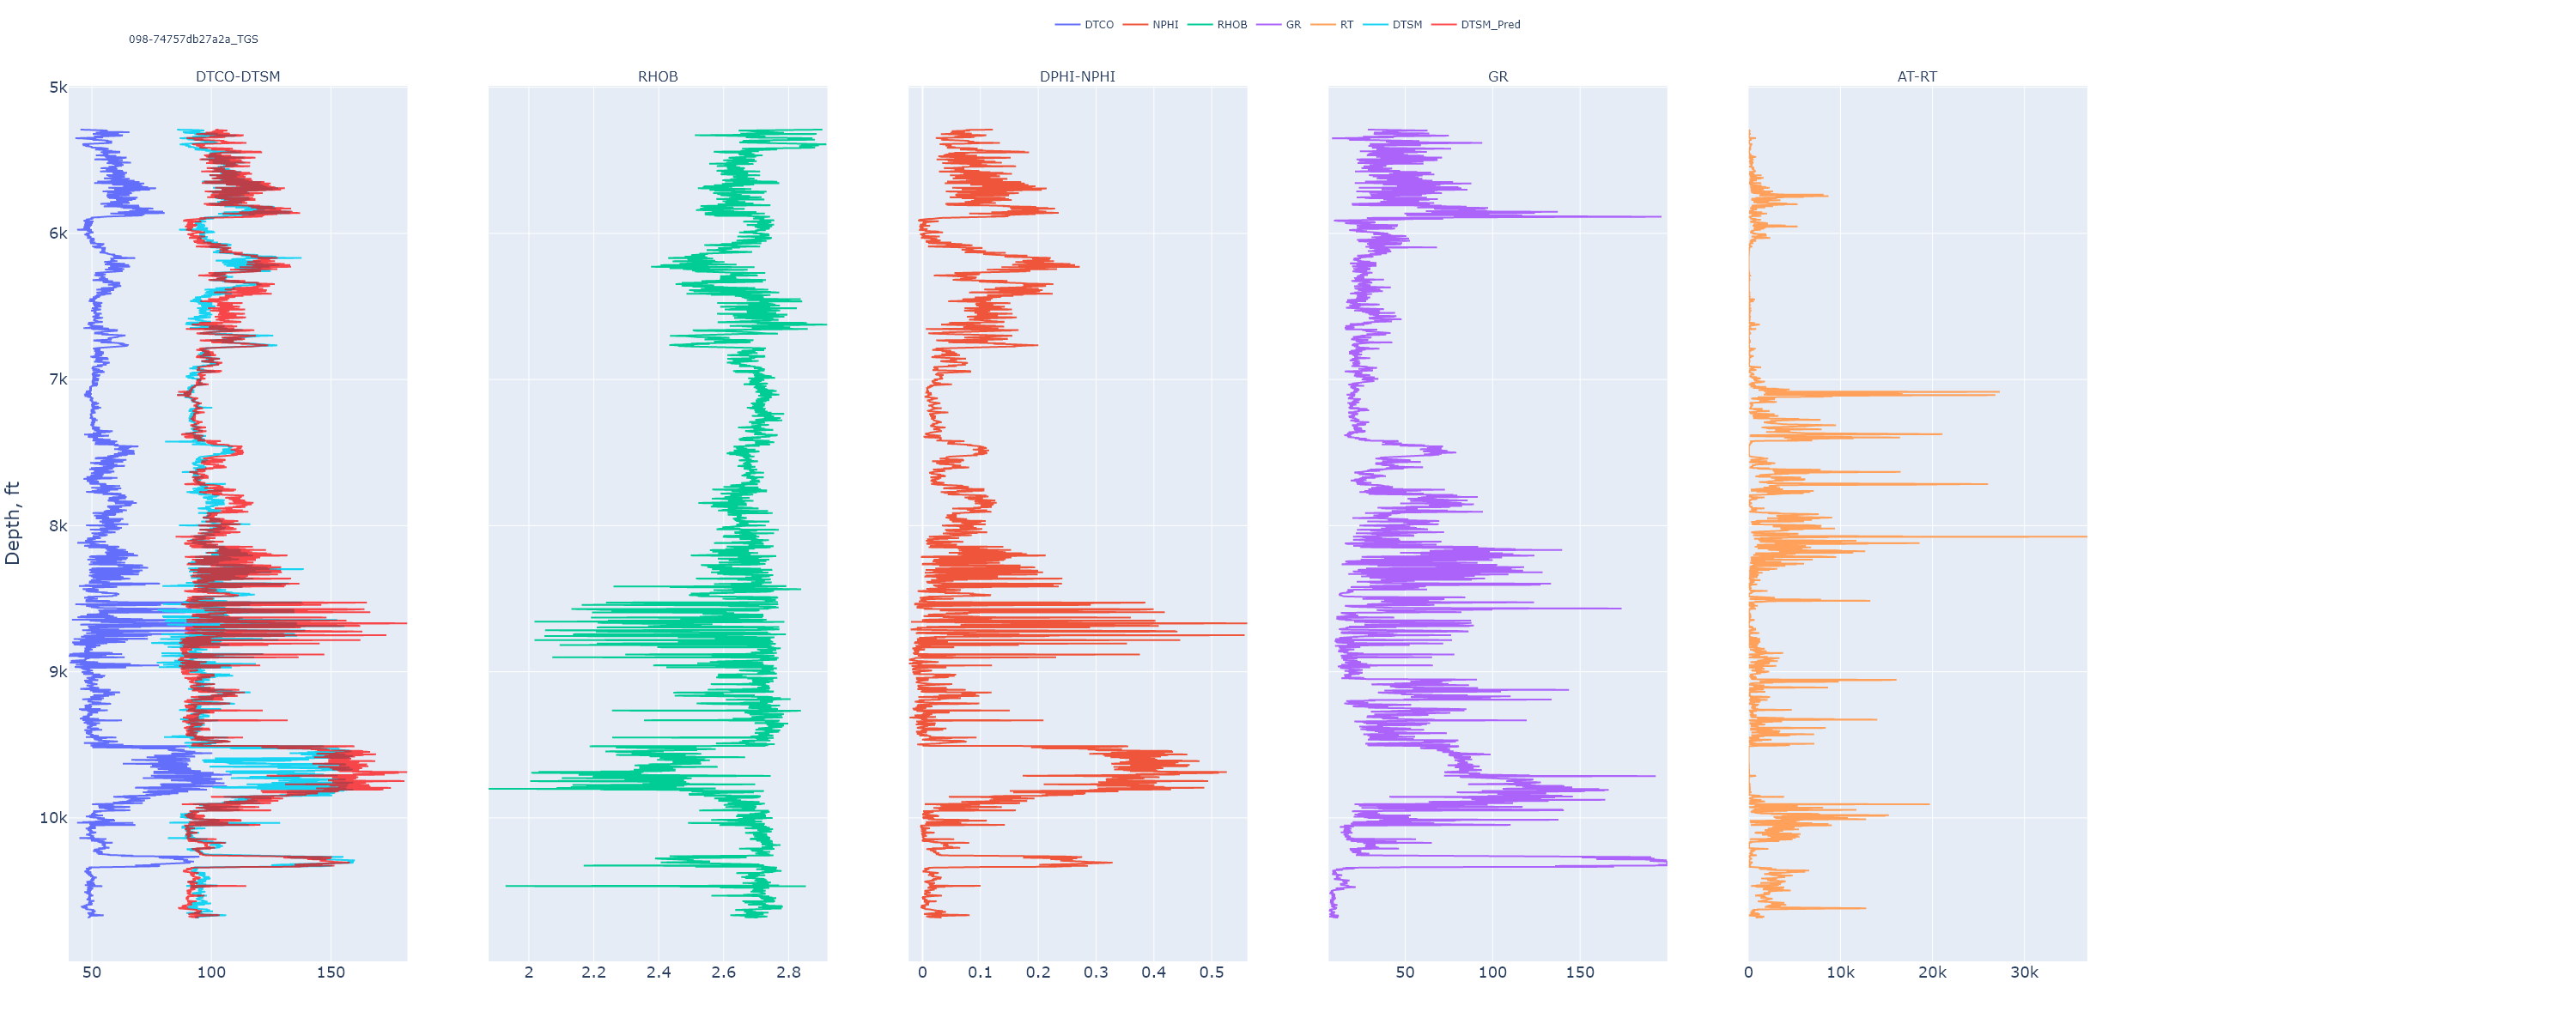 DTCO NPHI RHOB GR RT DTSM DTSM_Pred
098-74757db27a2a_TGS
DTCO-DTSM RHOB DPHI-NPHI GR AT-RT
5k
6k
7k
8k
9k
10k
Depth, ft
50 100 150 2 2.2 2.4 2.6 2.8 0 0.1 0.2 0.3 0.4 0.5 50 100 150 0 10k 20k 30k